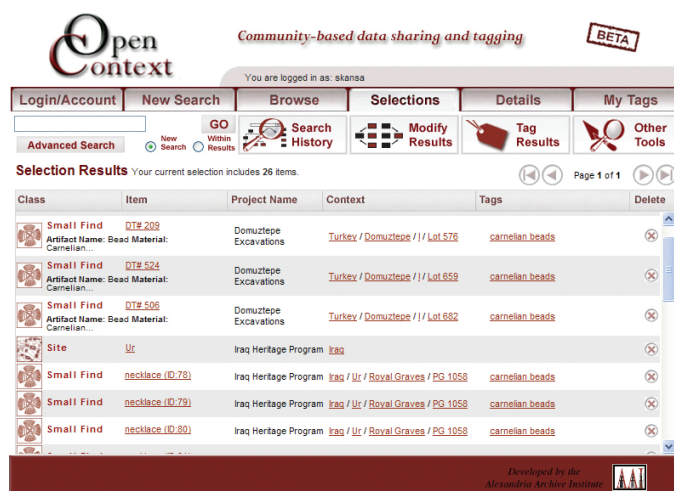 Open Context
Community-based data sharing and tagging
BETA
You are logged in as: skansa
Login/Account New Search Browse Selections Details My Tags
GO
Advanced Search
New Search
Within Results
Search History
Modify Results
Tag Results
Other Tools
Selection Results Your current selection includes 26 items.
Page 1 of 1
Class Item Project Name Context Tags Delete
Small Find DT# 209 Domuztepe Excavations Turkey / Domuztepe / I / Lot 576 carnelian beads
Artifact Name: Bead Material: Carnelian...
Small Find DT# 524 Domuztepe Excavations Turkey / Domuztepe / I / Lot 659 carnelian beads
Artifact Name: Bead Material: Carnelian...
Small Find DT# 506 Domuztepe Excavations Turkey / Domuztepe / I / Lot 682 carnelian beads
Artifact Name: Bead Material: Carnelian...
Site Ur Iraq Heritage Program Iraq
Small Find necklace (ID:78) Iraq Heritage Program Iraq / Ur / Royal Graves / PG 1058 carnelian beads
Small Find necklace (ID:79) Iraq Heritage Program Iraq / Ur / Royal Graves / PG 1058 carnelian beads
Small Find necklace (ID:80) Iraq Heritage Program Iraq / Ur / Royal Graves / PG 1058 carnelian beads
Developed by the
Alexandria Archive Institute
AAI